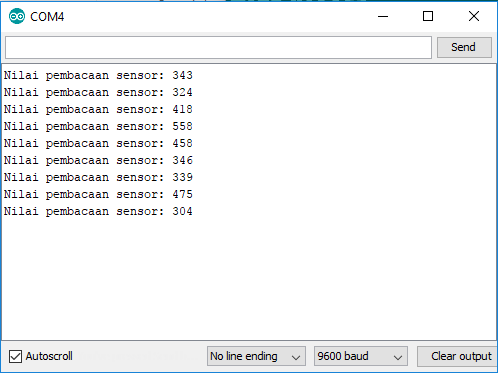 COM4
Send
Nilai pembacaan sensor: 343
Nilai pembacaan sensor: 324
Nilai pembacaan sensor: 418
Nilai pembacaan sensor: 558
Nilai pembacaan sensor: 458
Nilai pembacaan sensor: 346
Nilai pembacaan sensor: 339
Nilai pembacaan sensor: 475
Nilai pembacaan sensor: 304
Autoscroll
No line ending
9600 baud
Clear output